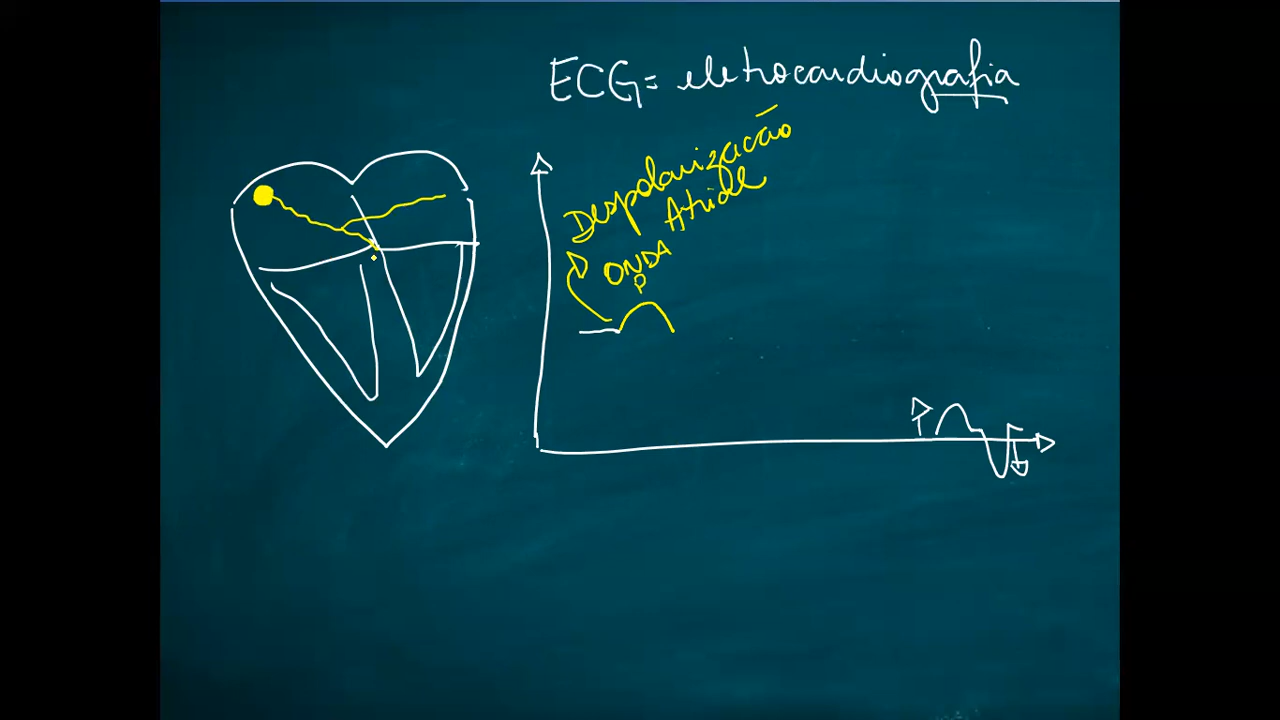 ECG = eletrocardiografia
Despolarização
Atrial
ONDA
P